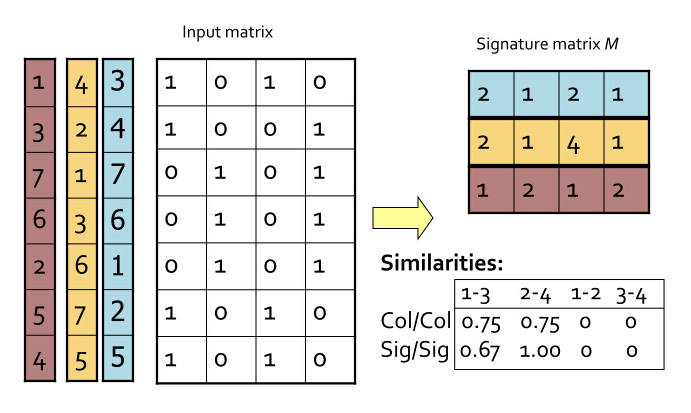 Input matrix
Signature matrix M
1 4 3 1 0 1 0
3 2 4 1 0 0 1
7 1 7 0 1 0 1
6 3 6 0 1 0 1
2 6 1 0 1 0 1
5 7 2 1 0 1 0
4 5 5 1 0 1 0
2 1 2 1
2 1 4 1
1 2 1 2
Similarities:
1-3 2-4 1-2 3-4
Col/Col 0.75 0.75 0 0
Sig/Sig 0.67 1.00 0 0